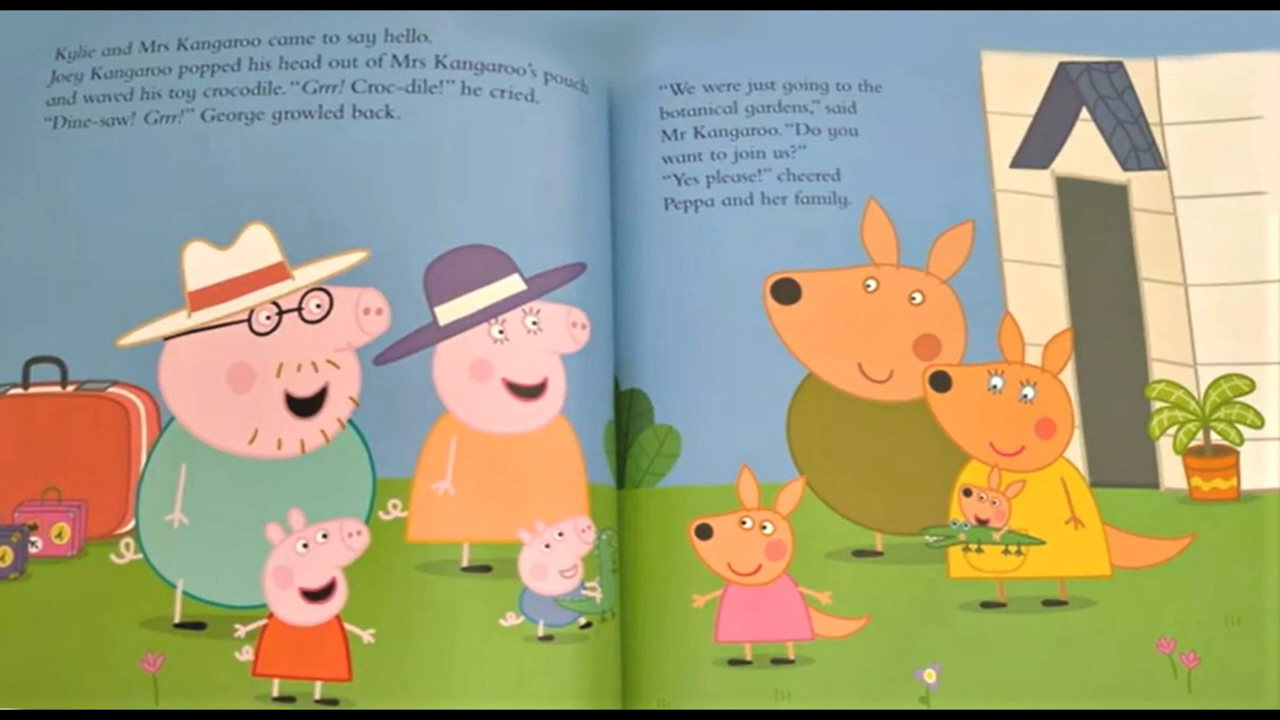 Kylie and Mrs Kangaroo came to say hello.
Joey Kangaroo popped his head out of Mrs Kangaroo's pouch
and waved his toy crocodile. "Grrr! Croc-dile!" he cried.
"Dine-saw! Grrr!" George growled back.
"We were just going to the
botanical gardens," said
Mr Kangaroo. "Do you
want to join us?"
"Yes please!" cheered
Peppa and her family.